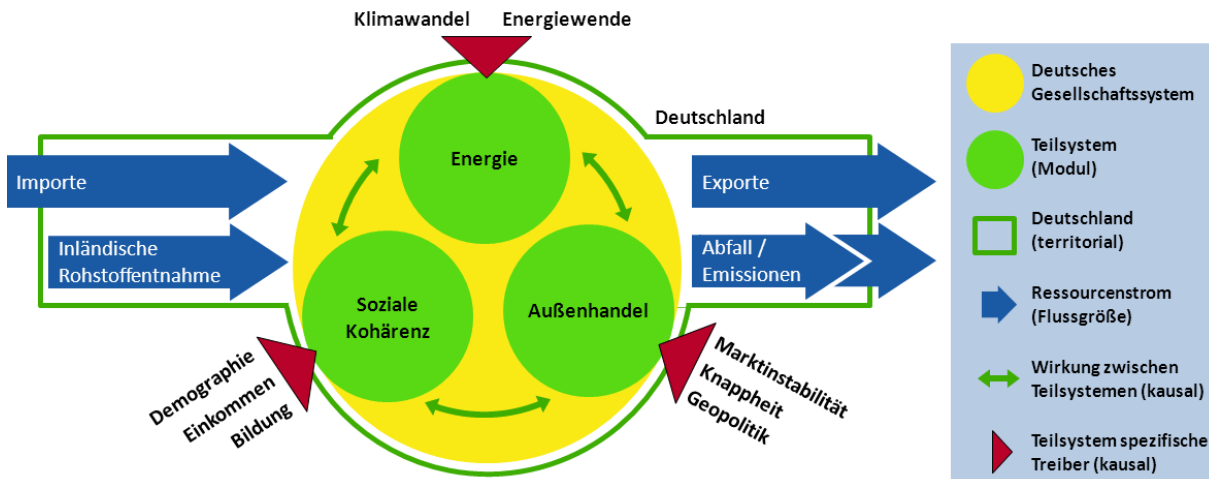 Klimawandel Energiewende
Deutschland
Energie
Importe
Exporte
Inländische
Rohstoffentnahme
Abfall /
Emissionen
Soziale
Kohärenz
Außenhandel
Demographie
Einkommen
Bildung
Marktinstabilität
Knappheit
Geopolitik
Deutsches
Gesellschaftssystem
Teilsystem
(Modul)
Deutschland
(territorial)
Ressourcenstrom
(Flussgröße)
Wirkung zwischen
Teilsystemen (kausal)
Teilsystem spezifische
Treiber (kausal)